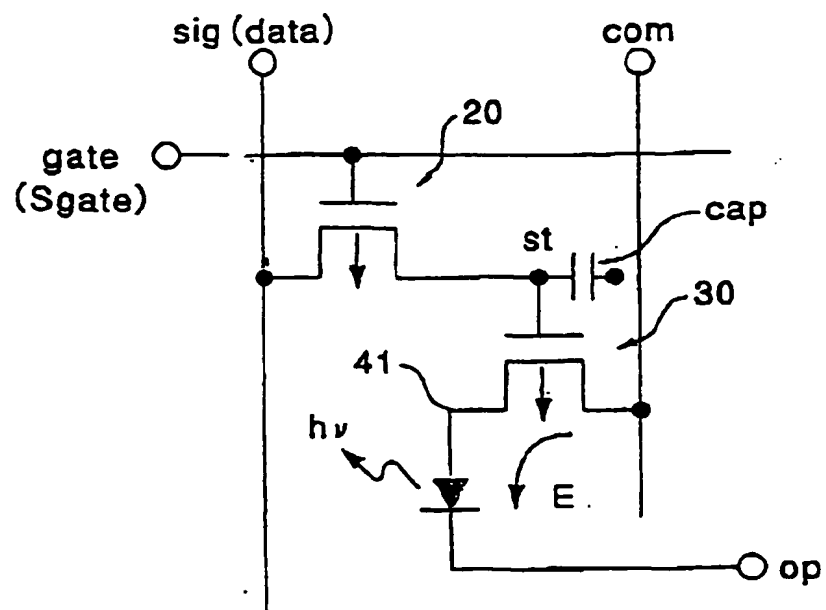 sig (data)
com
20
gate
(Sgate)
cap
st
30
41
hν
E
op